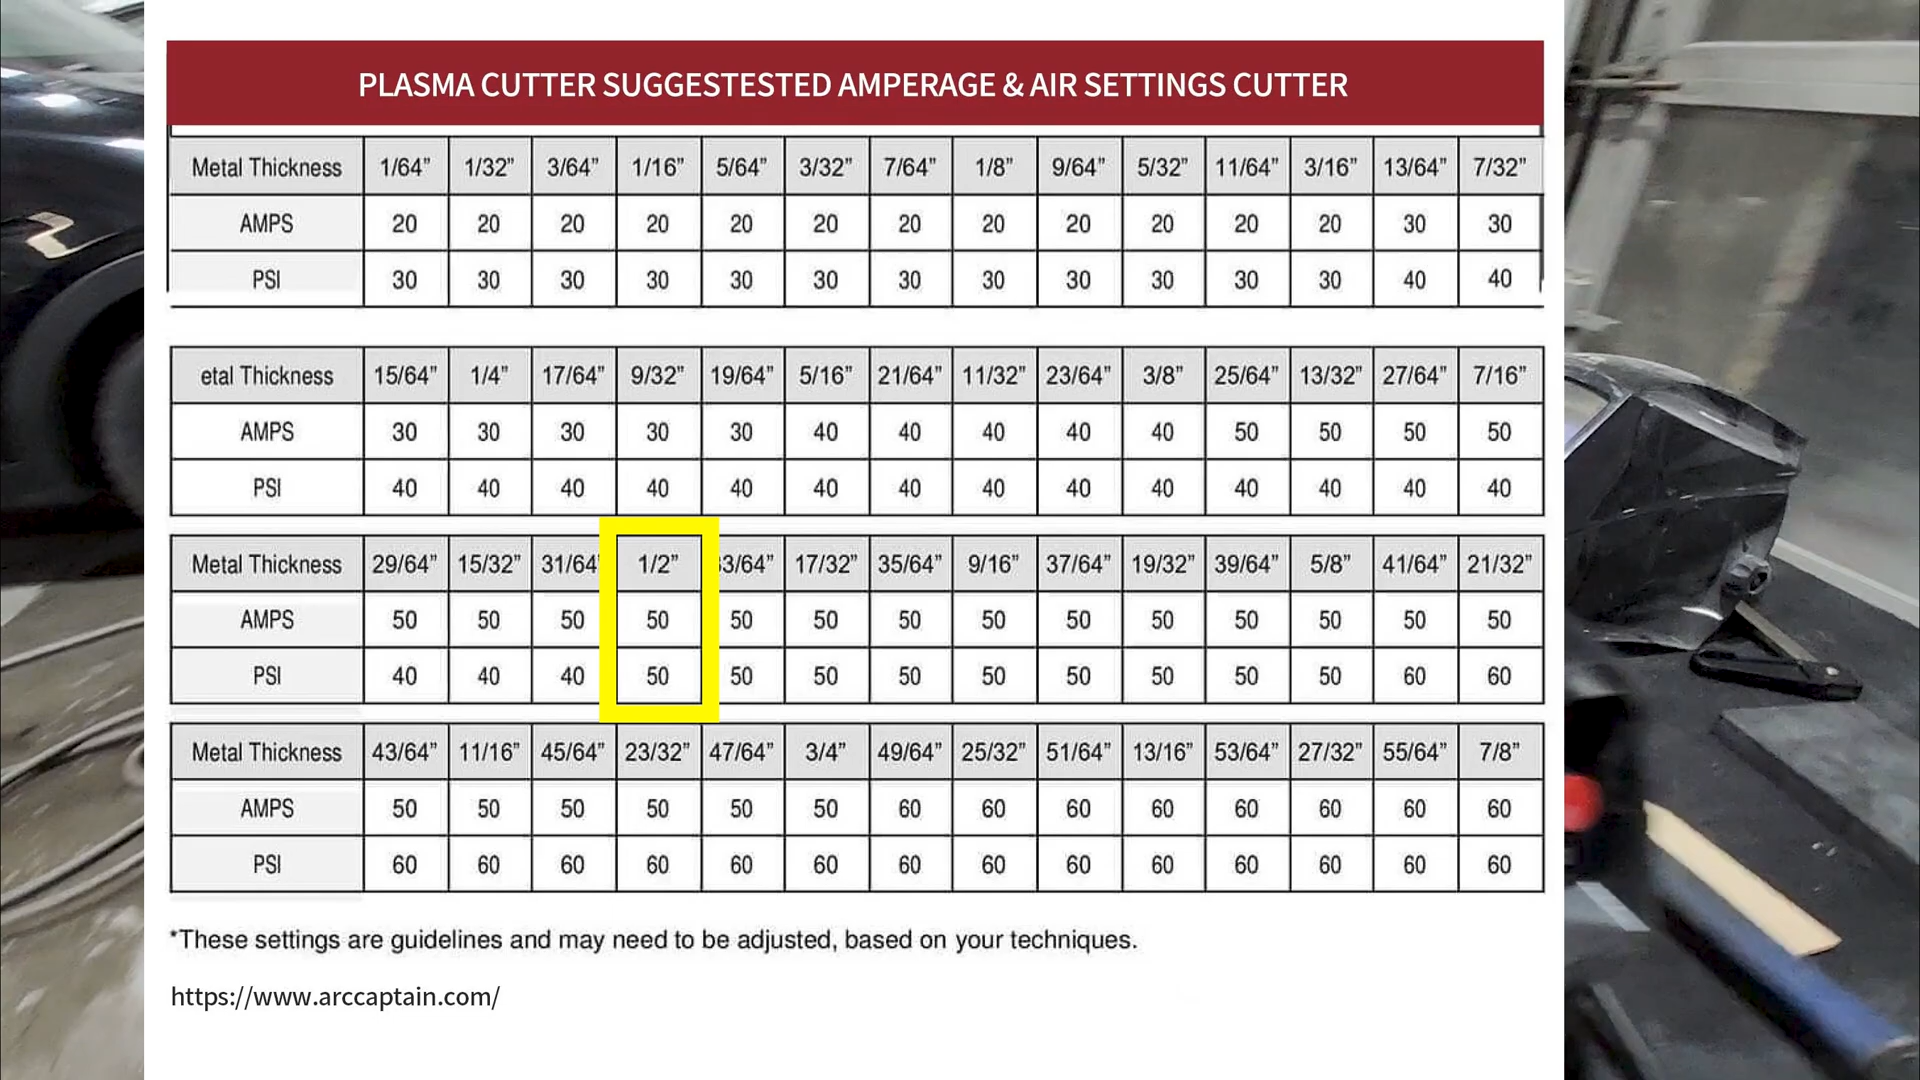 PLASMA CUTTER SUGGESTESTED AMPERAGE & AIR SETTINGS CUTTER
Metal Thickness 1/64” 1/32” 3/64” 1/16” 5/64” 3/32” 7/64” 1/8” 9/64” 5/32” 11/64” 3/16” 13/64” 7/32”
AMPS 20 20 20 20 20 20 20 20 20 20 20 20 30 30
PSI 30 30 30 30 30 30 30 30 30 30 30 30 40 40
etal Thickness 15/64” 1/4” 17/64” 9/32” 19/64” 5/16” 21/64” 11/32” 23/64” 3/8” 25/64” 13/32” 27/64” 7/16”
AMPS 30 30 30 30 30 40 40 40 40 40 50 50 50 50
PSI 40 40 40 40 40 40 40 40 40 40 40 40 40 40
Metal Thickness 29/64” 15/32” 31/64 1/2” 3/64” 17/32” 35/64” 9/16” 37/64” 19/32” 39/64” 5/8” 41/64” 21/32”
AMPS 50 50 50 50 50 50 50 50 50 50 50 50 50 50
PSI 40 40 40 50 50 50 50 50 50 50 50 50 60 60
Metal Thickness 43/64” 11/16” 45/64” 23/32” 47/64” 3/4” 49/64” 25/32” 51/64” 13/16” 53/64” 27/32” 55/64” 7/8”
AMPS 50 50 50 50 50 50 60 60 60 60 60 60 60 60
PSI 60 60 60 60 60 60 60 60 60 60 60 60 60 60
*These settings are guidelines and may need to be adjusted, based on your techniques.
https://www.arccaptain.com/